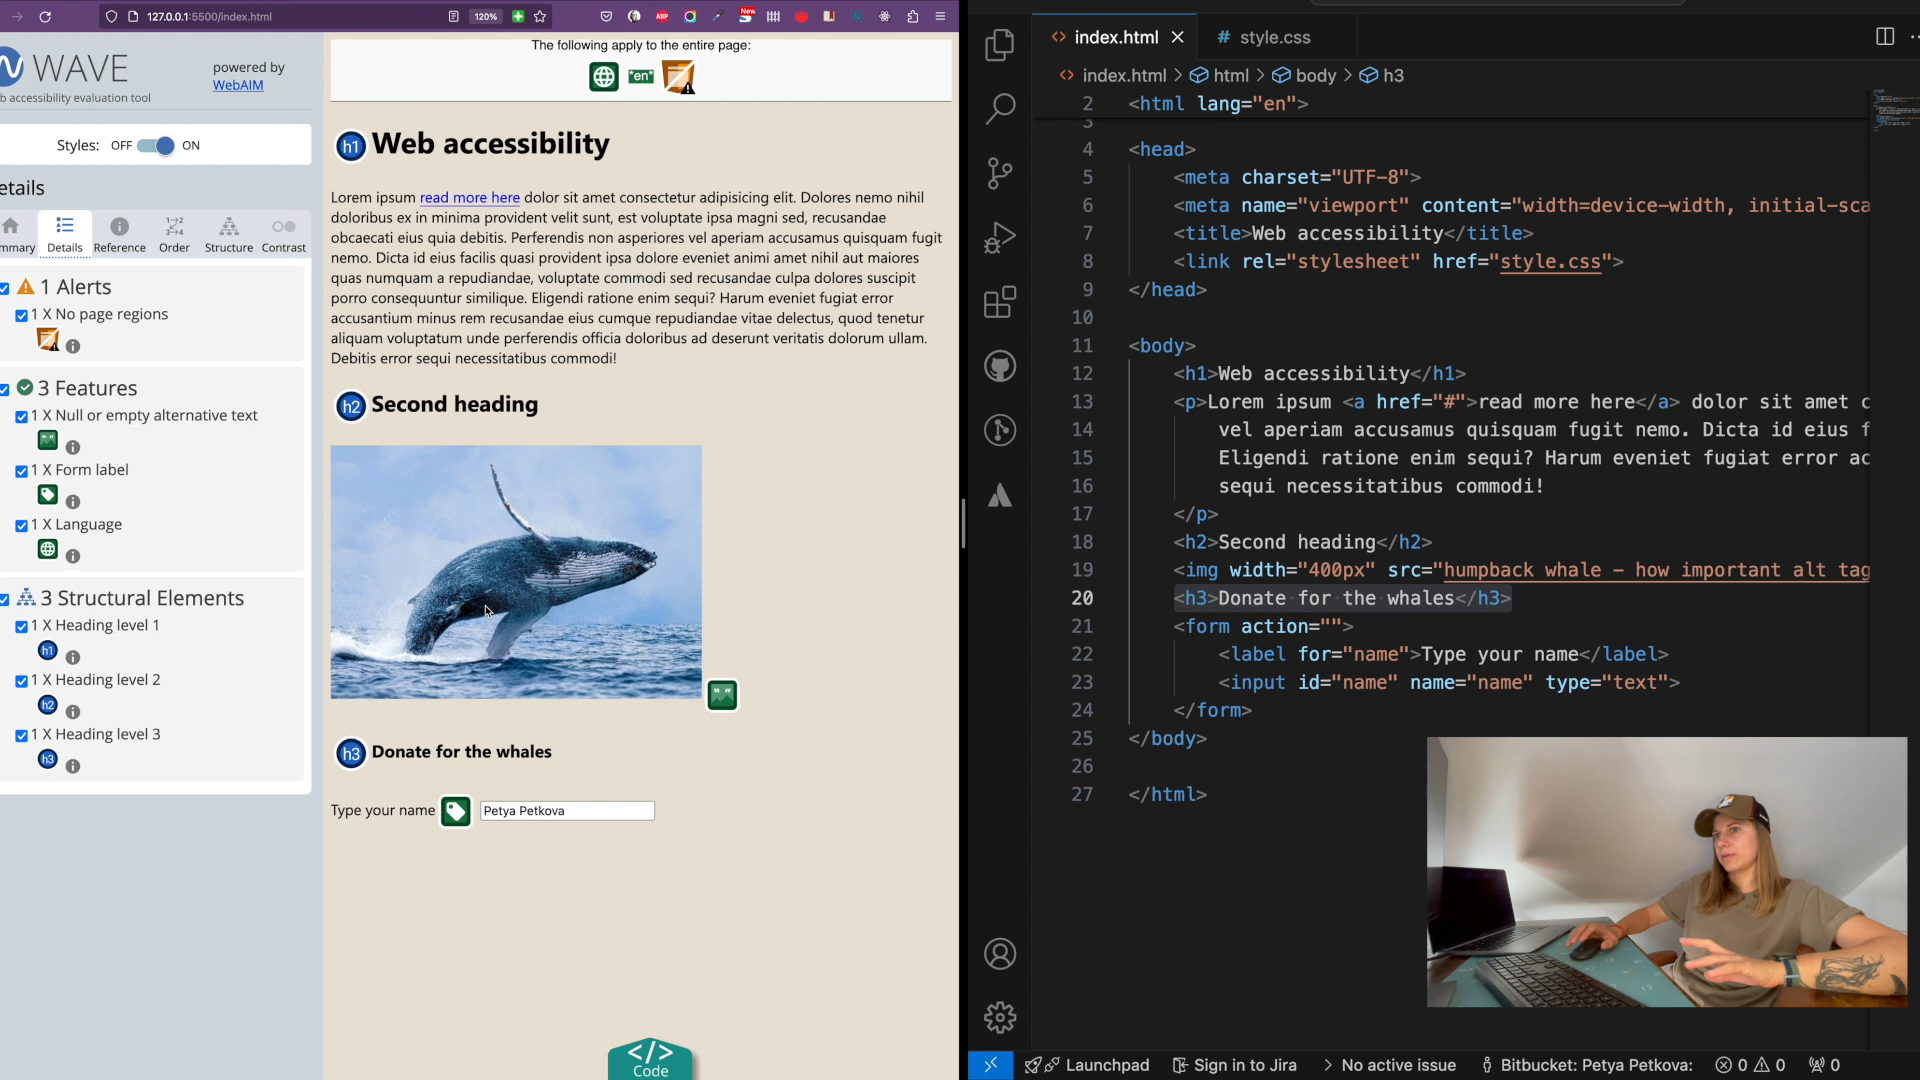 127.0.0.1:5500/index.html
120%
ABP
New
WAVE
powered by
WebAIM
b accessibility evaluation tool
Styles: OFF ON
etails
mmary Details Reference Order Structure Contrast
1 Alerts
1 X No page regions
3 Features
1 X Null or empty alternative text
1 X Form label
1 X Language
3 Structural Elements
1 X Heading level 1
h1
1 X Heading level 2
h2
1 X Heading level 3
h3
The following apply to the entire page:
"en"
h1 Web accessibility
Lorem ipsum read more here dolor sit amet consectetur adipisicing elit. Dolores nemo nihil
doloribus ex in minima provident velit sunt, est voluptate ipsa magni sed, recusandae
obcaecati eius quia debitis. Perferendis non asperiores vel aperiam accusamus quisquam fugit
nemo. Dicta id eius facilis quasi provident ipsa dolore eveniet animi amet nihil aut maiores
quas numquam a repudiandae, voluptate commodi sed recusandae culpa dolores suscipit
porro consequuntur similique. Eligendi ratione enim sequi? Harum eveniet fugiat error
accusantium minus rem recusandae eius cumque repudiandae vitae delectus, quod tenetur
aliquam voluptatum unde perferendis officia doloribus ad deserunt veritatis dolorum ullam.
Debitis error sequi necessitatibus commodi!
h2 Second heading
h3 Donate for the whales
Type your name Petya Petkova
</>
Code
index.html
# style.css
index.html > html > body > h3
2 <html lang="en">
3
4 <head>
5 <meta charset="UTF-8">
6 <meta name="viewport" content="width=device-width, initial-sca
7 <title>Web accessibility</title>
8 <link rel="stylesheet" href="style.css">
9 </head>
10
11 <body>
12 <h1>Web accessibility</h1>
13 <p>Lorem ipsum <a href="#">read more here</a> dolor sit amet c
14 vel aperiam accusamus quisquam fugit nemo. Dicta id eius f
15 Eligendi ratione enim sequi? Harum eveniet fugiat error ac
16 sequi necessitatibus commodi!
17 </p>
18 <h2>Second heading</h2>
19 <img width="400px" src="humpback whale – how important alt tag
20 <h3>Donate for the whales</h3>
21 <form action="">
22 <label for="name">Type your name</label>
23 <input id="name" name="name" type="text">
24 </form>
25 </body>
26
27 </html>
Launchpad Sign in to Jira > No active issue Bitbucket: Petya Petkova: 0 0 0